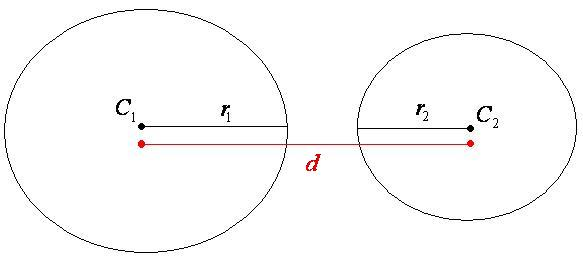 C₁ r₁ r₂ C₂
d